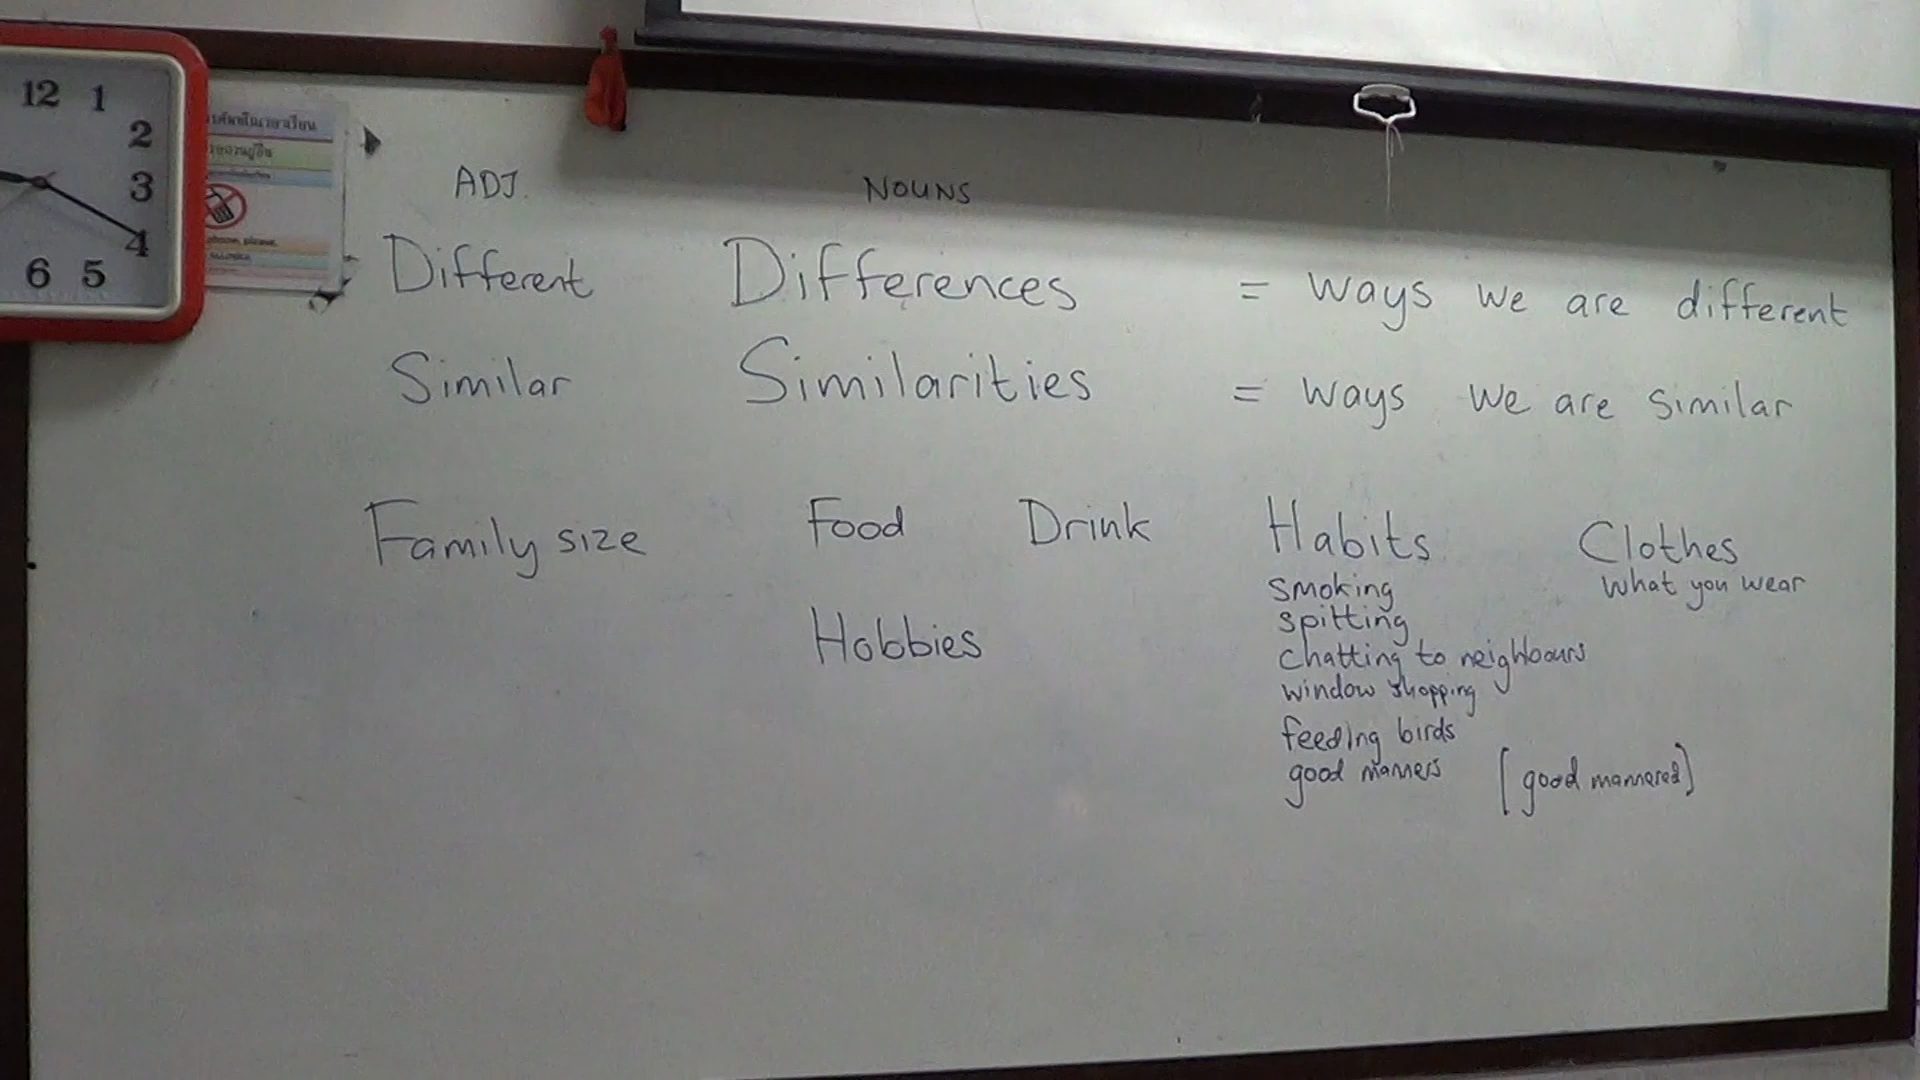 12 1
2
3
4
6 5
phone, please.
ADJ. NOUNS
Different Differences = ways we are different
Similar Similarities = ways we are similar
Family size Food Drink Habits Clothes
smoking what you wear
spitting
Hobbies
chatting to neighbours
window shopping
feeding birds
good manners [good mannered]